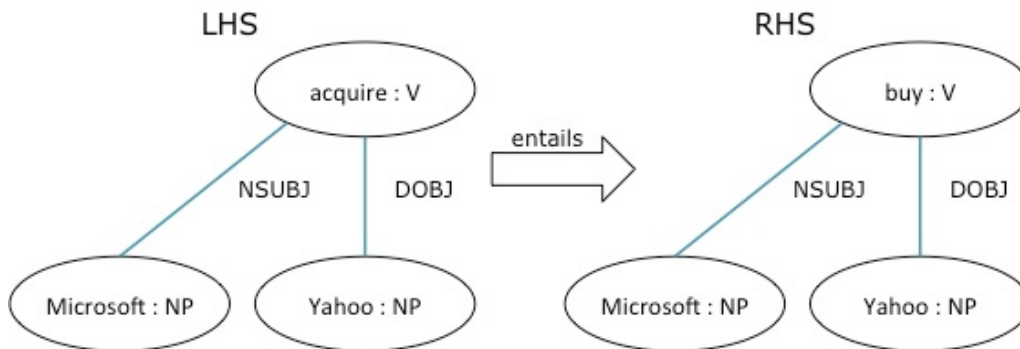 LHS
RHS
acquire : V
buy : V
entails
NSUBJ
DOBJ
NSUBJ
DOBJ
Microsoft : NP
Yahoo : NP
Microsoft : NP
Yahoo : NP